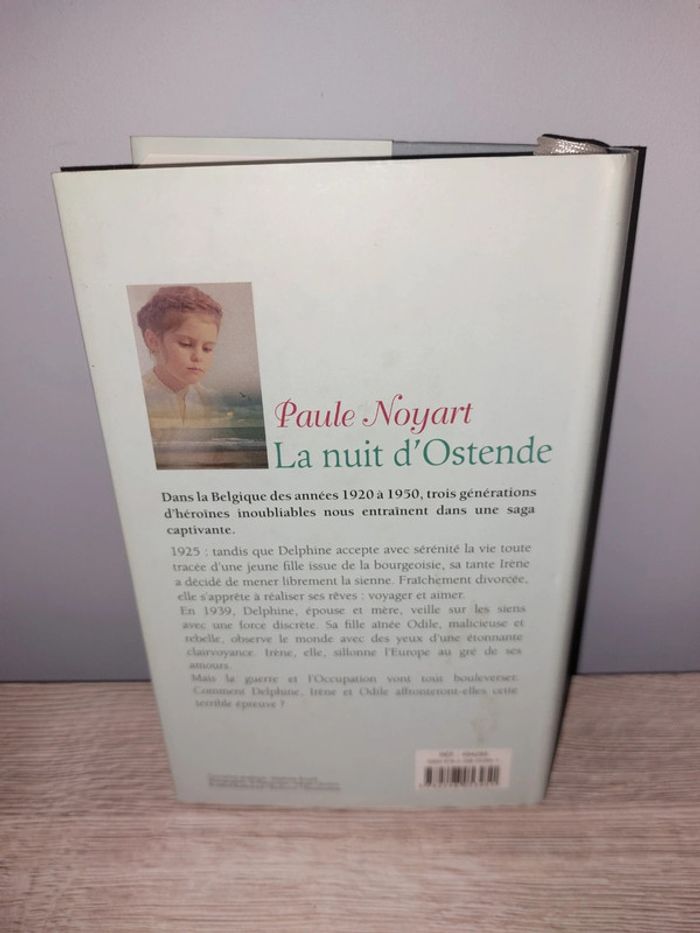 Paule Noyart
La nuit d'Ostende
Dans la Belgique des années 1920 à 1950, trois générations
d'héroïnes inoubliables nous entraînent dans une saga
captivante.
1925 : tandis que Delphine accepte avec sérénité la vie toute
tracée d'une jeune fille issue de la bourgeoisie, sa tante Irène
a décidé de mener librement la sienne. Fraîchement divorcée,
elle s'apprête à réaliser ses rêves : voyager et aimer.
En 1939, Delphine, épouse et mère, veille sur les siens
avec une force discrète. Sa fille aînée Odile, malicieuse et
rebelle, observe le monde avec des yeux d'une étonnante
clairvoyance. Irène, elle, sillonne l'Europe au gré de ses
amours.
Mais la guerre et l'Occupation vont tout bouleverser.
Comment Delphine, Irène et Odile affronteront-elles cette
terrible épreuve ?